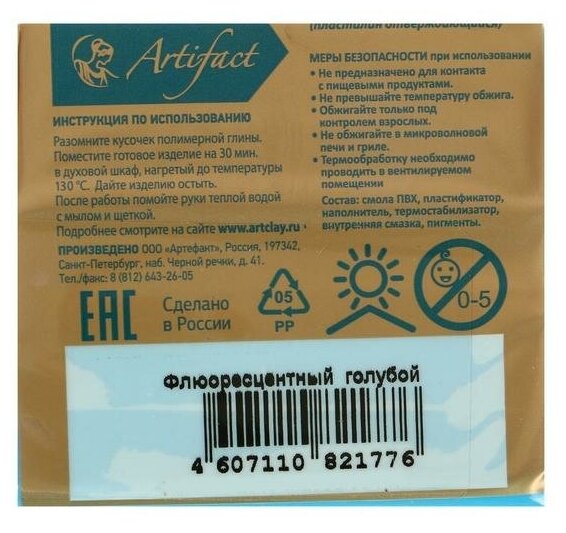 (пластилин отверждающийся)
Artifact
ИНСТРУКЦИЯ ПО ИСПОЛЬЗОВАНИЮ
Разомните кусочек полимерной глины.
Поместите готовое изделие на 30 мин.
в духовой шкаф, нагретый до температуры
130 °С. Дайте изделию остыть.
После работы помойте руки теплой водой
с мылом и щеткой.
Подробнее смотрите на сайте www.artclay.ru
ПРОИЗВЕДЕНО ООО «Артефакт», Россия, 197342,
Санкт-Петербург, наб. Черной речки, д. 41.
Тел./факс: 8 (812) 643-26-05
МЕРЫ БЕЗОПАСНОСТИ при использовании
• Не предназначено для контакта
с пищевыми продуктами.
• Не превышайте температуру обжига.
• Обжигайте только под
контролем взрослых.
• Не обжигайте в микроволновой
печи и гриле.
• Термообработку необходимо
проводить в вентилируемом
помещении
Состав: смола ПВХ, пластификатор,
наполнитель, термостабилизатор,
внутренняя смазка, пигменты.
ЕАС
Сделано
в России
05
PP
0-5
Флюоресцентный голубой
4 607110 821776